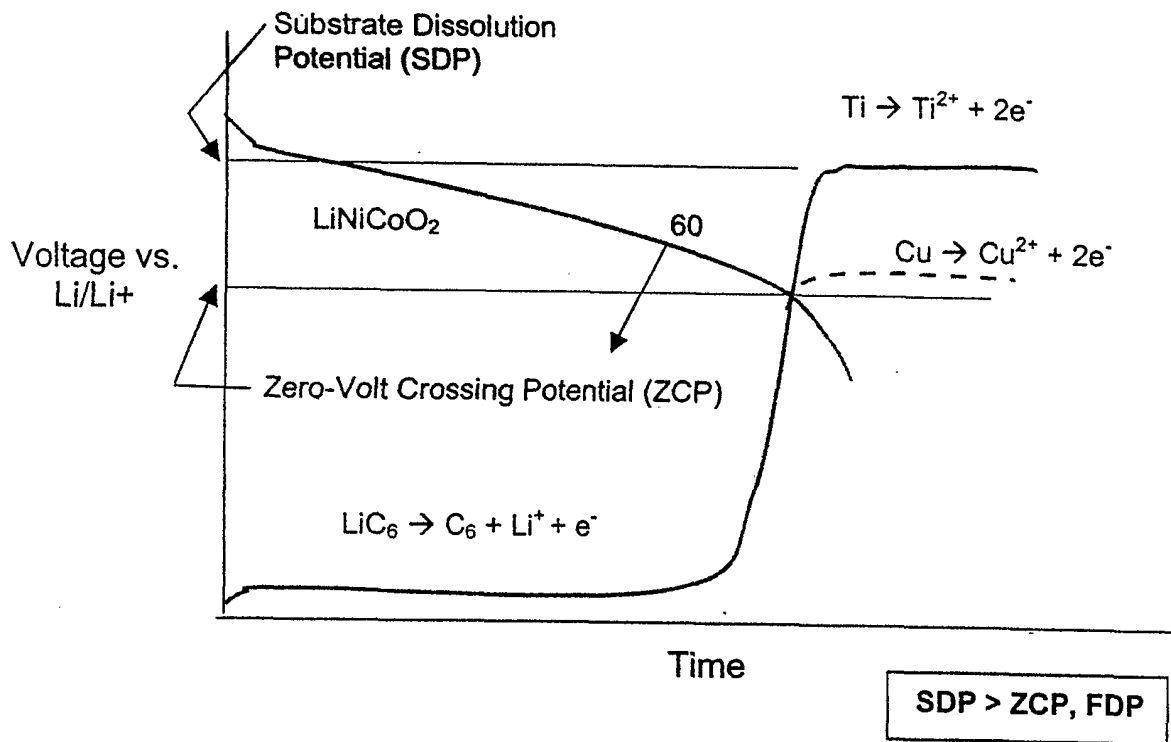 Substrate Dissolution
Potential (SDP)
Ti → Ti²⁺ + 2e⁻
LiNiCoO₂
60
Cu → Cu²⁺ + 2e⁻
Voltage vs.
Li/Li+
Zero-Volt Crossing Potential (ZCP)
LiC₆ → C₆ + Li⁺ + e⁻
Time
SDP > ZCP, FDP